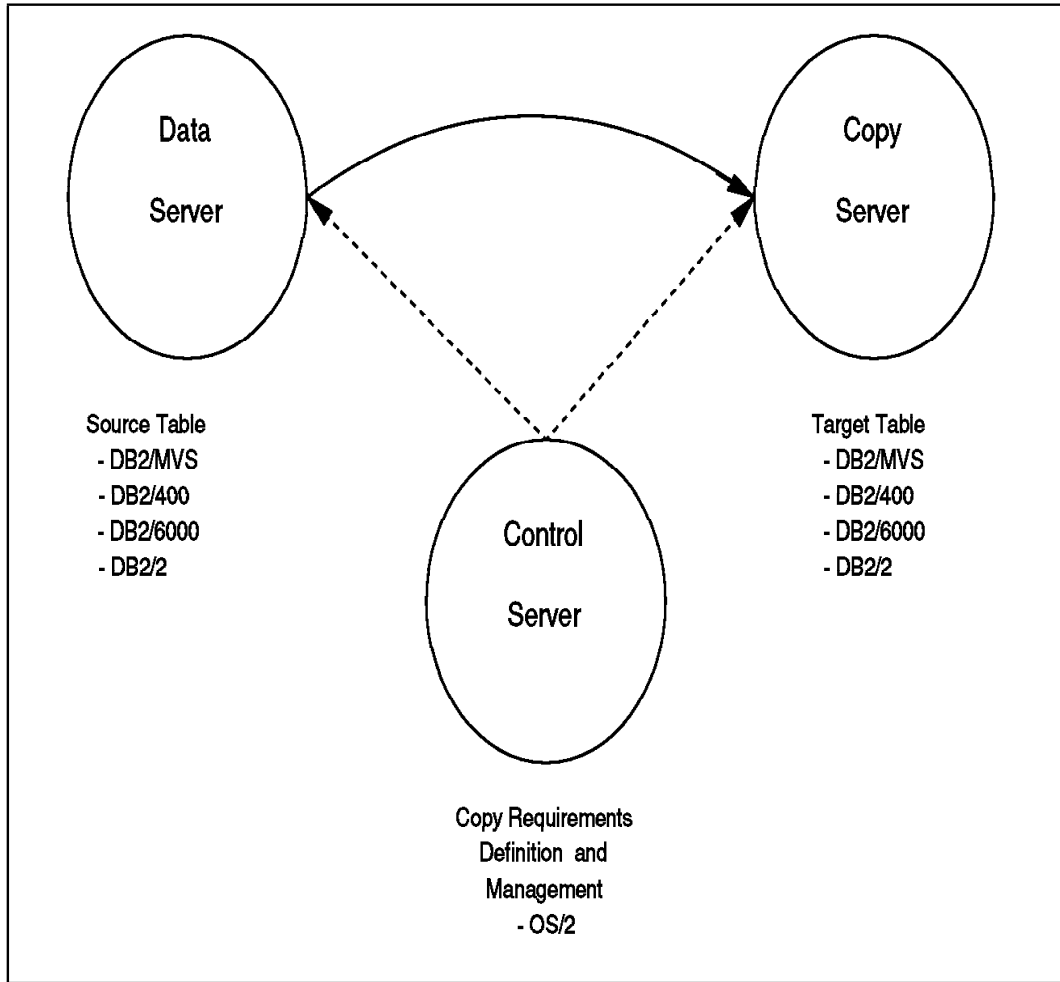 Data
Server
Copy
Server
Source Table
- DB2/MVS
- DB2/400
- DB2/6000
- DB2/2
Target Table
- DB2/MVS
- DB2/400
- DB2/6000
- DB2/2
Control
Server
Copy Requirements
Definition and
Management
- OS/2